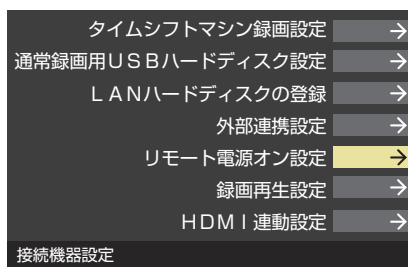 タイムシフトマシン録画設定
通常録画用ＵＳＢハードディスク設定
ＬＡＮハードディスクの登録
外部連携設定
リモート電源オン設定
録画再生設定
ＨＤＭＩ連動設定
接続機器設定